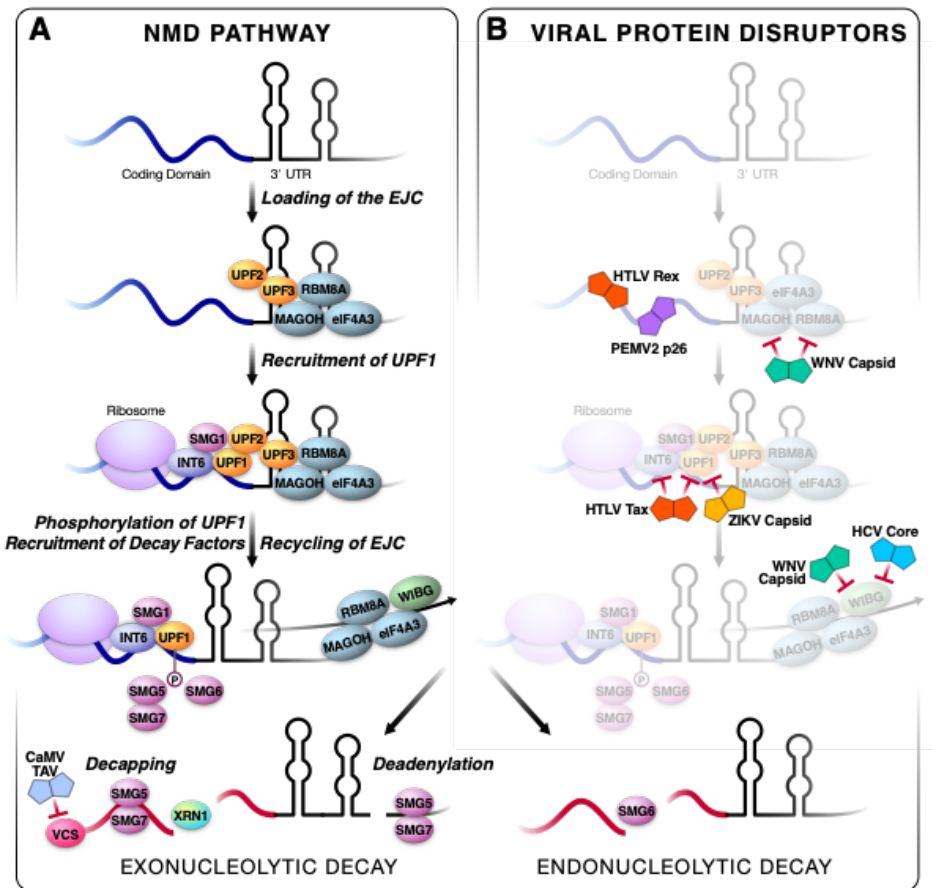 A
NMD PATHWAY
Coding Domain
3' UTR
Loading of the EJC
UPF2
UPF3
RBM8A
MAGOH
eIF4A3
Recruitment of UPF1
Ribosome
SMG1
UPF2
INT6
UPF1
UPF3
RBM8A
MAGOH
eIF4A3
Phosphorylation of UPF1
Recruitment of Decay Factors
Recycling of EJC
SMG1
INT6
UPF1
RBM8A
WIBG
MAGOH
eIF4A3
P
SMG5
SMG6
SMG7
CaMV
TAV
Decapping
Deadenylation
SMG5
SMG7
XRN1
VCS
SMG5
SMG7
EXONUCLEOLYTIC DECAY
B
VIRAL PROTEIN DISRUPTORS
Coding Domain
3' UTR
HTLV Rex
UPF2
UPF3
eIF4A3
MAGOH
RBM8A
PEMV2 p26
WNV Capsid
Ribosome
SMG1
UPF2
INT6
UPF1
UPF3
RBM8A
MAGOH
eIF4A3
HTLV Tax
ZIKV Capsid
HCV Core
WNV
Capsid
SMG1
INT6
UPF1
RBM8A
WIBG
MAGOH
eIF4A3
P
SMG5
SMG6
SMG7
SMG6
ENDONUCLEOLYTIC DECAY